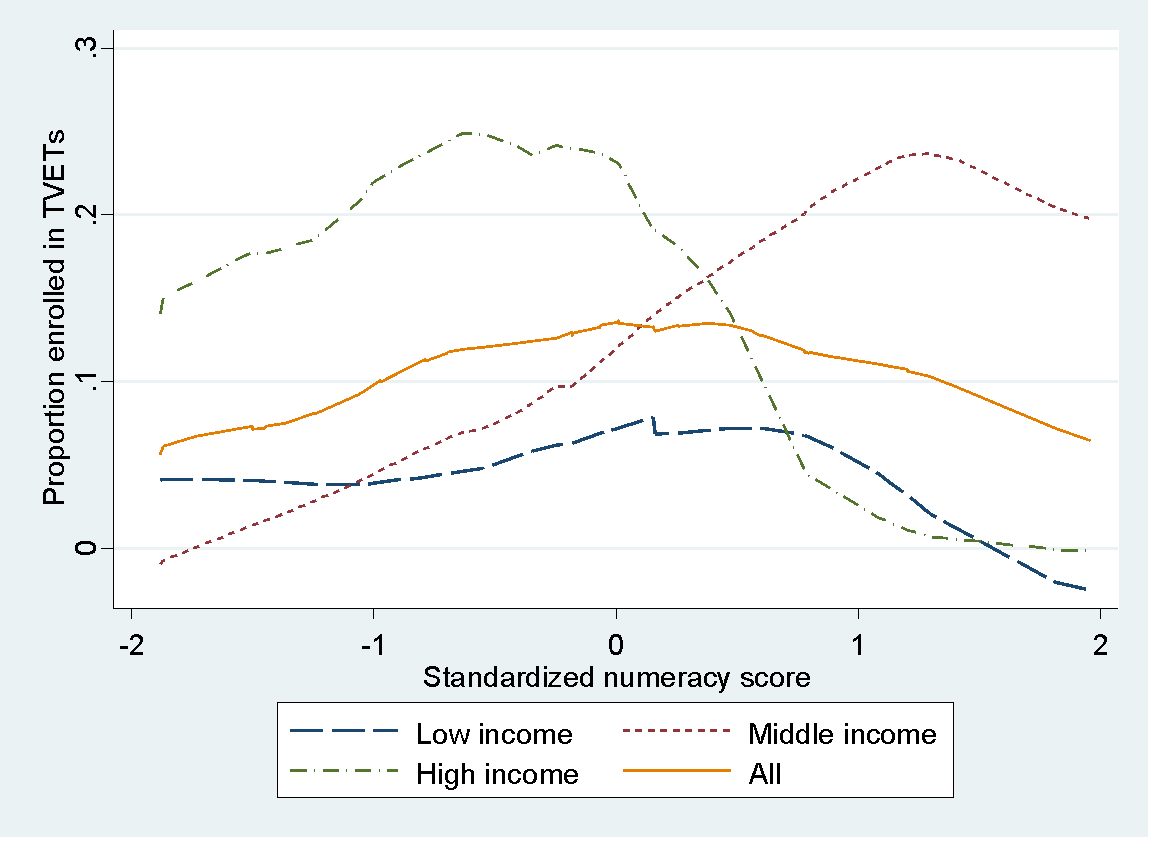 Proportion enrolled in TVETs
.3
.2
.1
0
-2 -1 0 1 2
Standardized numeracy score
Low income Middle income
High income All